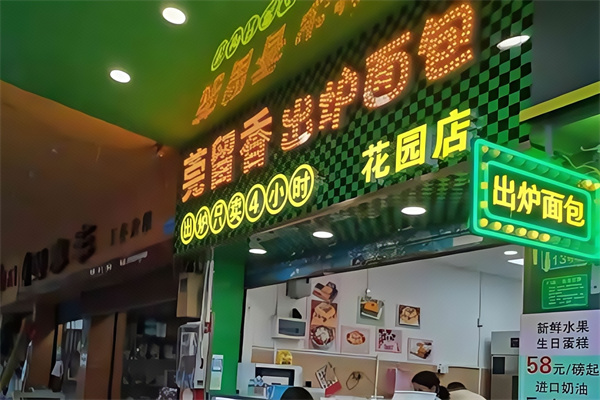 莞留香出炉面包
出炉只卖4小时
花园店
出炉面包
新鲜水果
生日蛋糕
58元/磅起
进口奶油